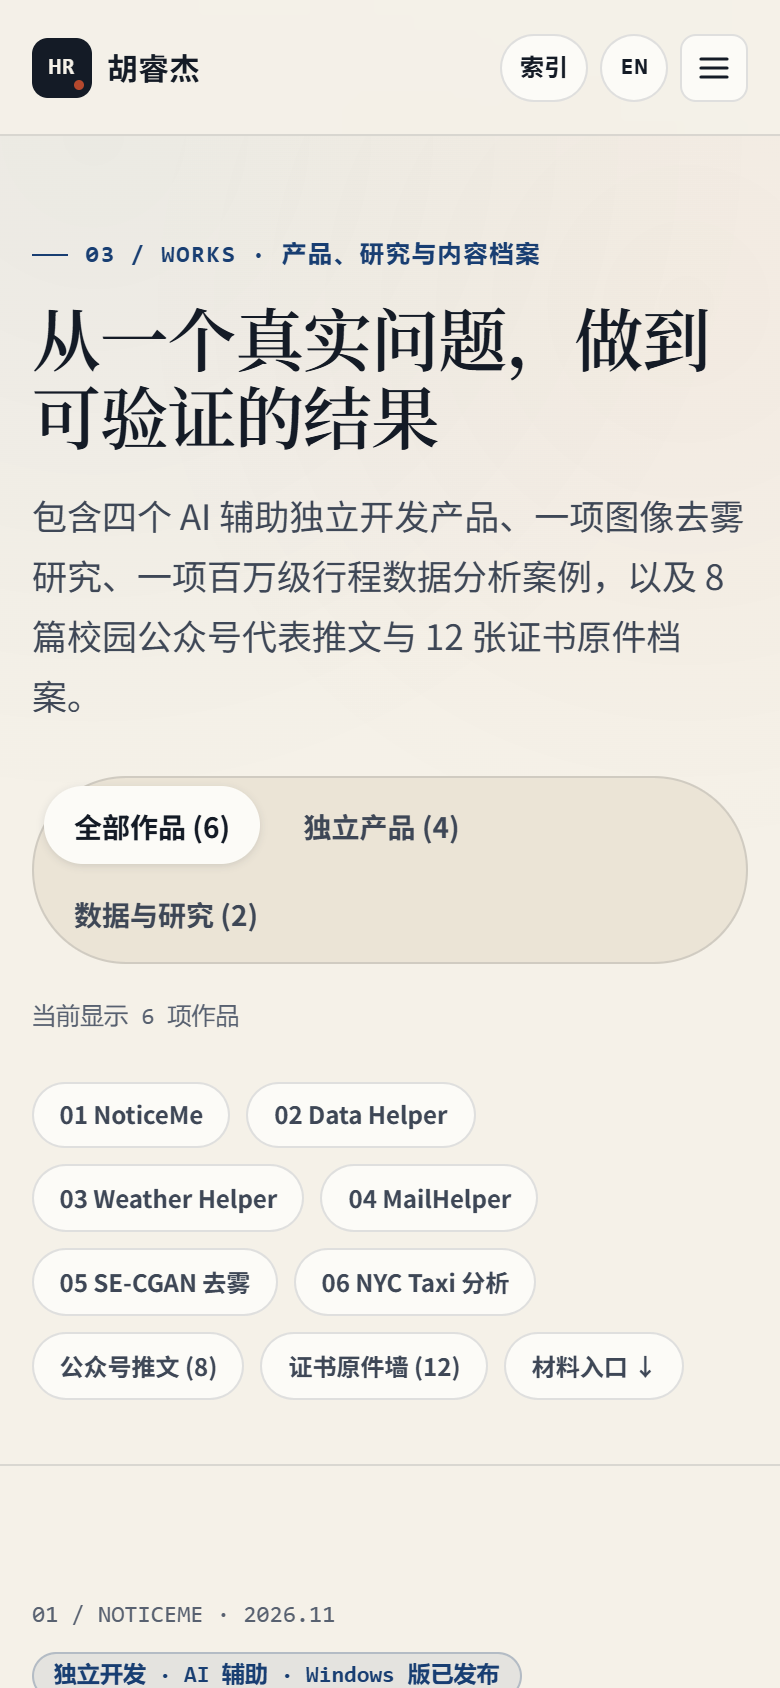 HR 胡睿杰 索引 EN
03 / WORKS · 产品、研究与内容档案
从一个真实问题，做到
可验证的结果
包含四个 AI 辅助独立开发产品、一项图像去雾
研究、一项百万级行程数据分析案例，以及 8
篇校园公众号代表推文与 12 张证书原件档
案。
全部作品 (6) 独立产品 (4)
数据与研究 (2)
当前显示 6 项作品
01 NoticeMe 02 Data Helper
03 Weather Helper 04 MailHelper
05 SE-CGAN 去雾 06 NYC Taxi 分析
公众号推文 (8) 证书原件墙 (12) 材料入口 ↓
01 / NOTICEME · 2026.11
独立开发 · AI 辅助 · Windows 版已发布